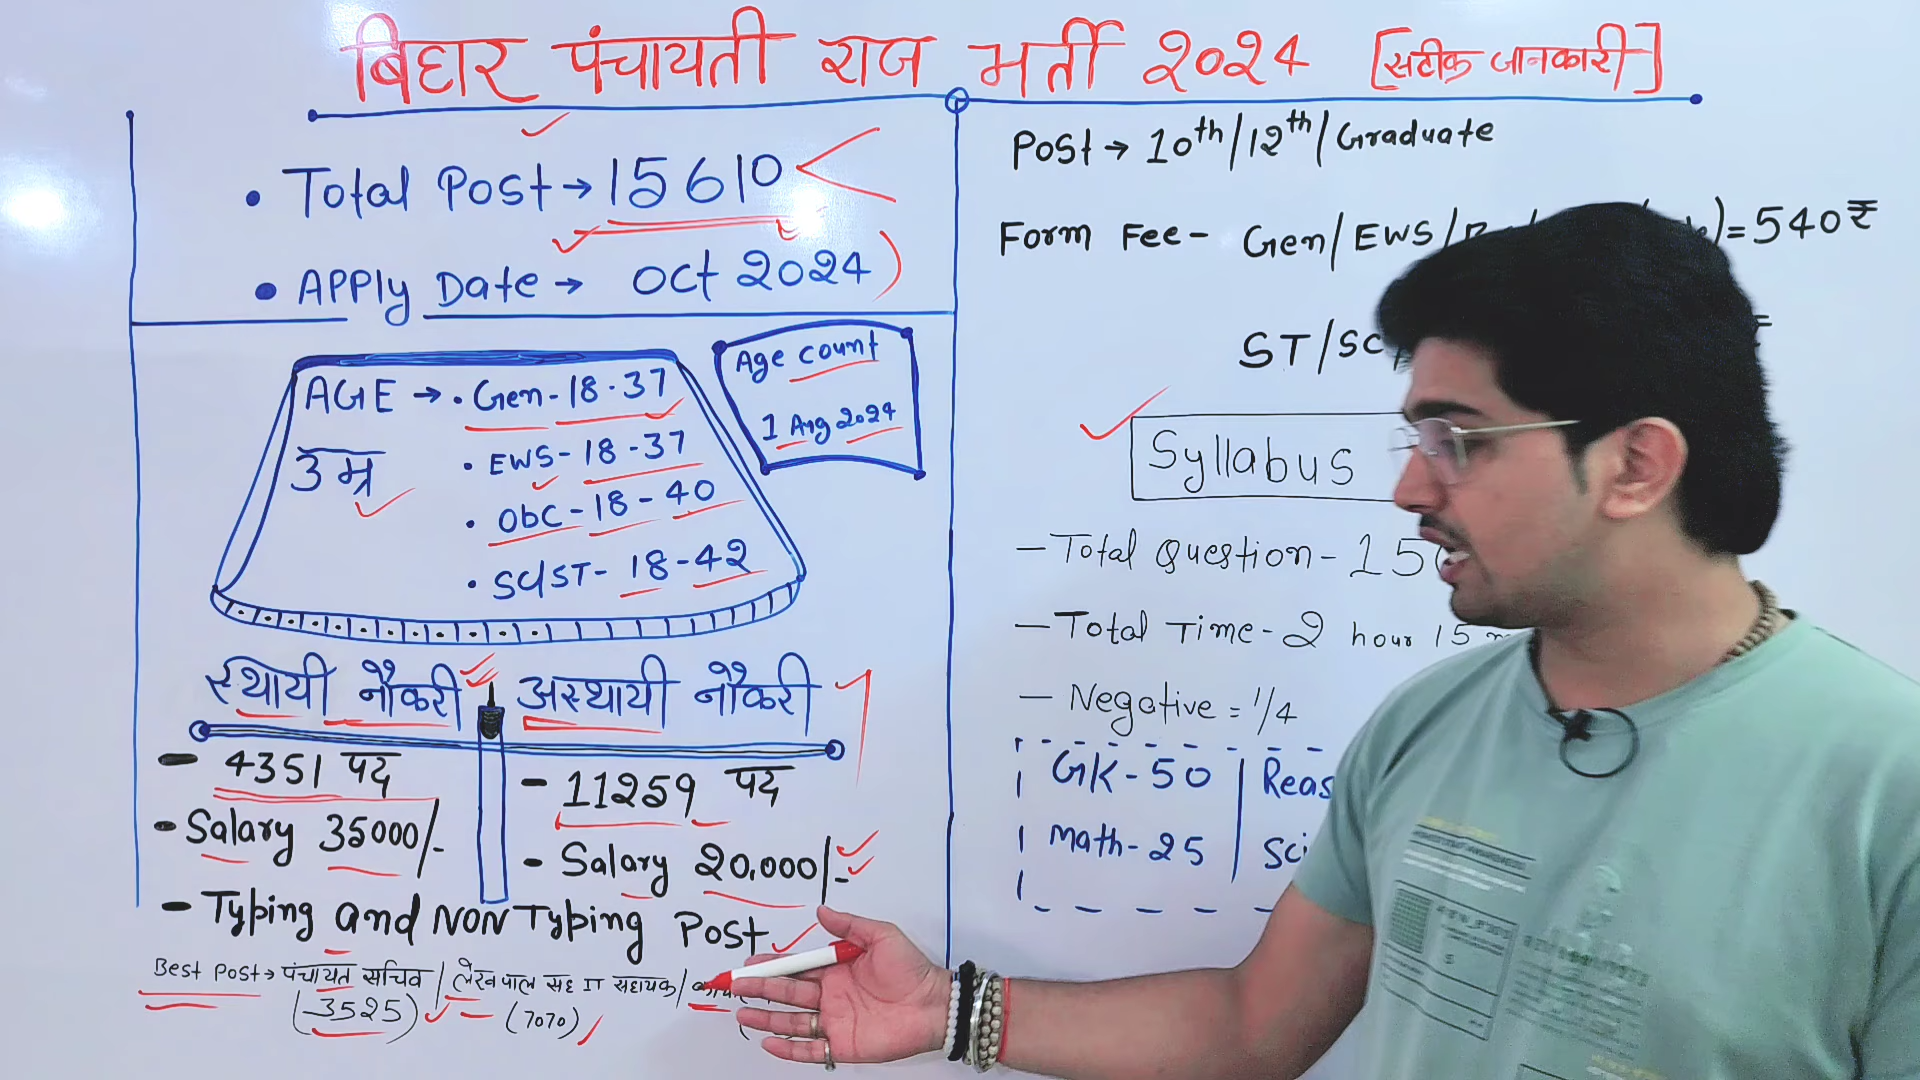 बिहार पंचायती राज भर्ती 2024 [सटीक जानकारी]
• Total Post → 15610
• Apply Date → Oct 2024
AGE → • Gen - 18 - 37
उम्र
• EWS - 18 - 37
• ObC - 18 - 40
• SC/ST - 18 - 42
Age count
1 Aug 2024
स्थायी नौकरी
- 4351 पद
- Salary 35000/-
अस्थायी नौकरी
- 11259 पद
- Salary 20,000/-
- Typing and NON Typing Post
Best Post → पंचायत सचिव / लेखपाल सह IT सहायक /
(3525) (7070)
Post → 10th/12th/Graduate
Form Fee - Gen/EWS/ )= 540₹
ST/SC/
Syllabus
- Total Question - 15
- Total Time - 2 hour 15
- Negative = 1/4
GK - 50 | Reas
Math - 25 | Sci